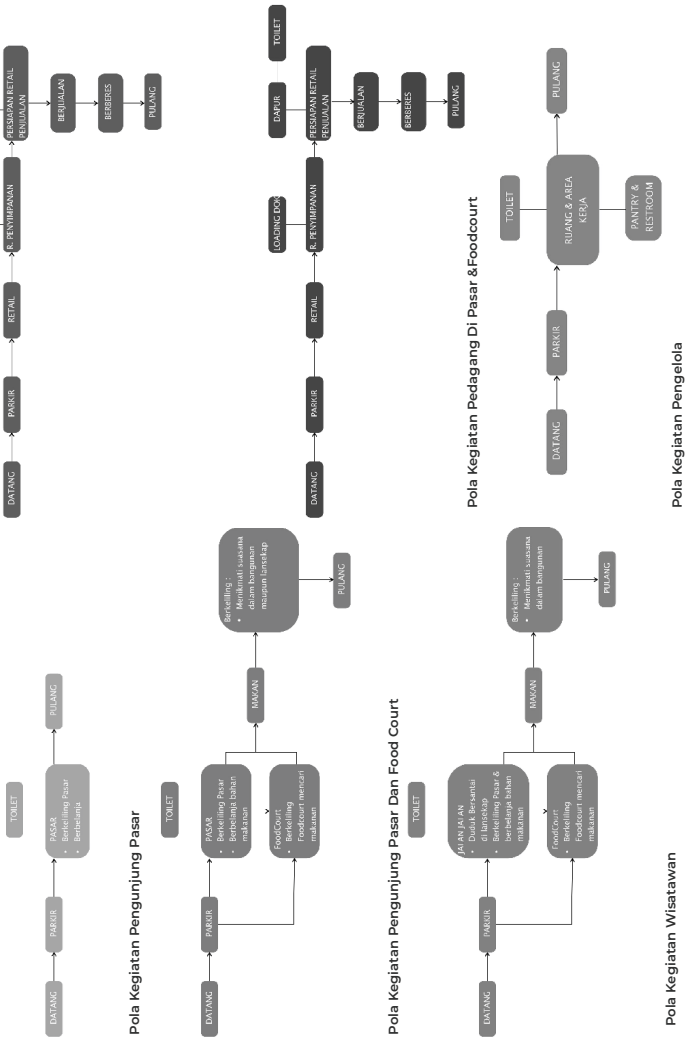 TOILET
DATANG
PARKIR
PASAR
• Berkeliling Pasar
• Berbelanja
PULANG
Pola Kegiatan Pengunjung Pasar
TOILET
DATANG
PARKIR
PASAR
• Berkeliling Pasar
• Berbelanja bahan
makanan
FoodCourt
• Berkeliling
Foodcourt mencari
makanan
MAKAN
Berkeliling :
• Menikmati suasana
dalam bangunan
maupun lansekap
PULANG
Pola Kegiatan Pengunjung Pasar Dan Food Court
TOILET
DATANG
PARKIR
JALAN JALAN
• Duduk Bersantai
di lansekap
• Berkeliling Pasar &
berbelanja bahan
makanan
FoodCourt
• Berkeliling
Foodcourt mencari
makanan
MAKAN
Berkeliling :
• Menikmati suasana
dalam bangunan
PULANG
Pola Kegiatan Wisatawan
DATANG
PARKIR
RETAIL
R. PENYIMPANAN
PERSIAPAN RETAIL
PENJUALAN
BERJUALAN
BERBERES
PULANG
LOADING DOK
DAPUR
TOILET
DATANG
PARKIR
RETAIL
R. PENYIMPANAN
PERSIAPAN RETAIL
PENJUALAN
BERJUALAN
BERBERES
PULANG
Pola Kegiatan Pedagang Di Pasar &Foodcourt
TOILET
DATANG
PARKIR
RUANG & AREA
KERJA
PULANG
PANTRY &
RESTROOM
Pola Kegiatan Pengelola